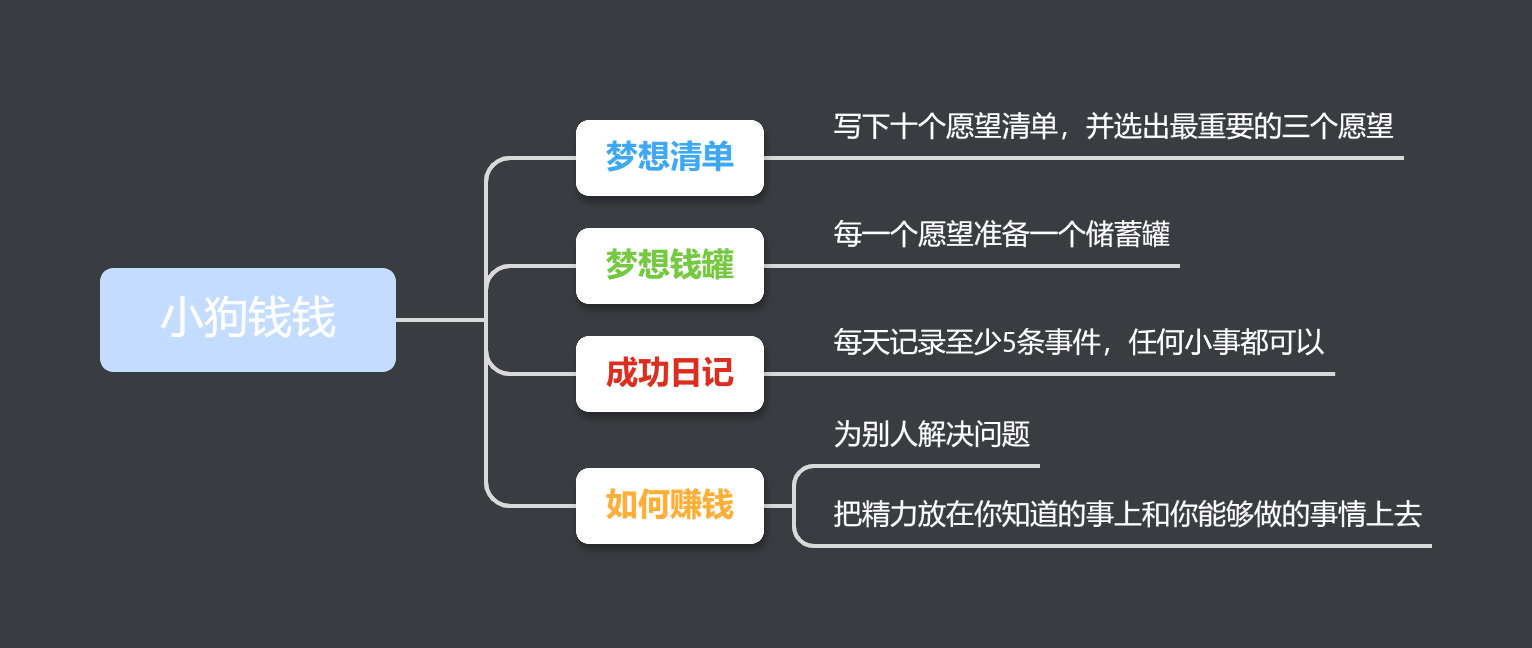 小狗钱钱
梦想清单
写下十个愿望清单，并选出最重要的三个愿望
梦想钱罐
每一个愿望准备一个储蓄罐
成功日记
每天记录至少5条事件，任何小事都可以
如何赚钱
为别人解决问题
把精力放在你知道的事上和你能够做的事情上去